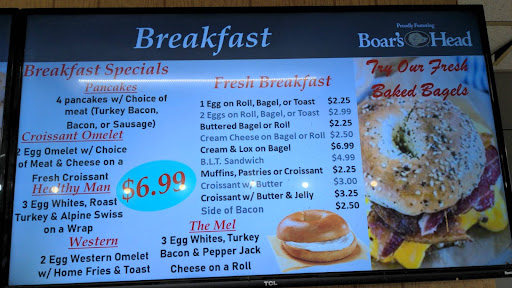 Breakfast
Proudly Featuring
Boar's Head
Breakfast Specials
Pancakes
4 pancakes w/ Choice of
meat (Turkey Bacon,
Bacon, or Sausage)
Croissant Omelet
2 Egg Omelet w/ Choice
of Meat & Cheese on a
Fresh Croissant
Healthy Man
3 Egg Whites, Roast
Turkey & Alpine Swiss
on a Wrap
Western
2 Egg Western Omelet
w/ Home Fries & Toast
$6.99
Fresh Breakfast
1 Egg on Roll, Bagel, or Toast $2.25
2 Eggs on Roll, Bagel, or Toast $2.99
Buttered Bagel or Roll $2.25
Cream Cheese on Bagel or Roll $2.50
Cream & Lox on Bagel $6.99
B.L.T. Sandwich $4.99
Muffins, Pastries or Croissant $2.25
Croissant w/ Butter $3.00
Croissant w/ Butter & Jelly $3.25
Side of Bacon $2.50
The Mel
3 Egg Whites, Turkey
Bacon & Pepper Jack
Cheese on a Roll
Try Our Fresh
Baked Bagels
TCL